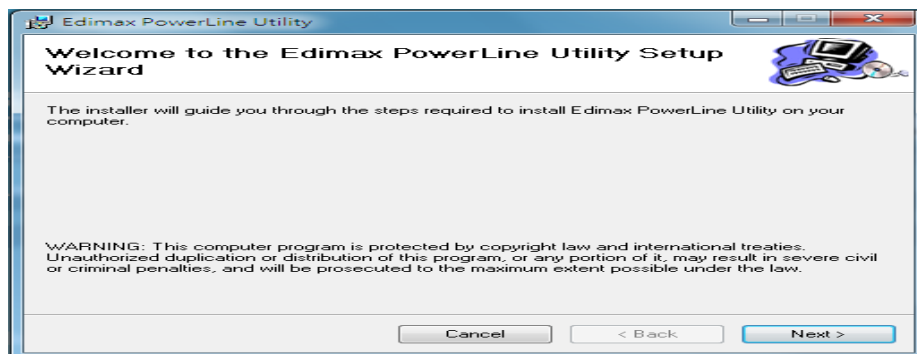 Edimax PowerLine Utility
Welcome to the Edimax PowerLine Utility Setup
Wizard
The installer will guide you through the steps required to install Edimax PowerLine Utility on your
computer.
WARNING: This computer program is protected by copyright law and international treaties.
Unauthorized duplication or distribution of this program, or any portion of it, may result in severe civil
or criminal penalties, and will be prosecuted to the maximum extent possible under the law.
Cancel < Back Next >